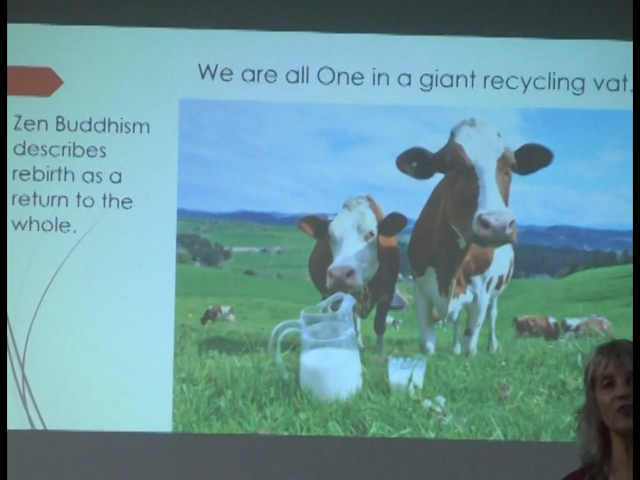 We are all One in a giant recycling vat.
Zen Buddhism
describes
rebirth as a
return to the
whole.